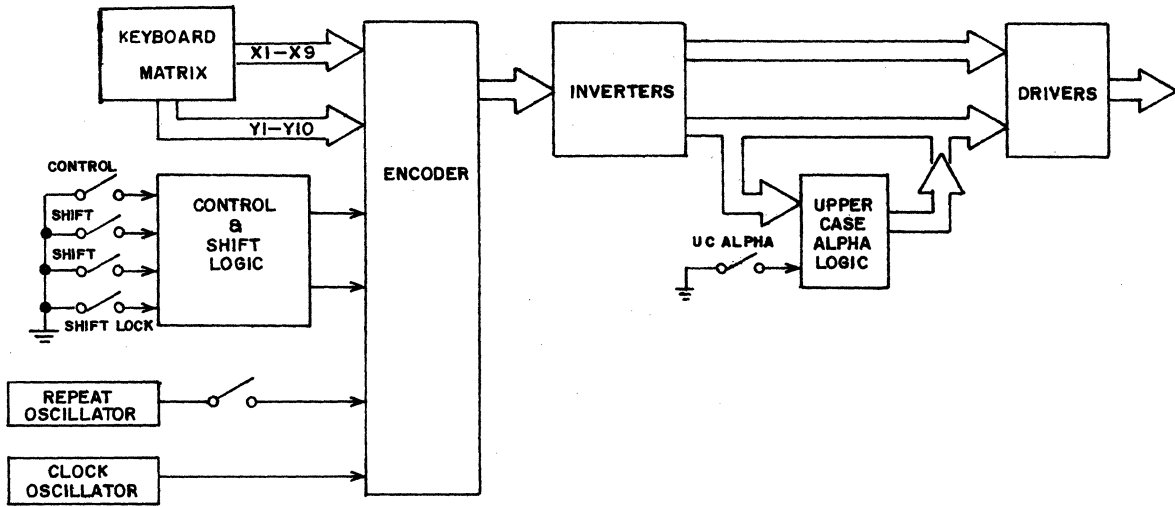 KEYBOARD
MATRIX
X1-X9
Y1-Y10
CONTROL
SHIFT
SHIFT
SHIFT LOCK
CONTROL
&
SHIFT
LOGIC
REPEAT
OSCILLATOR
CLOCK
OSCILLATOR
ENCODER
INVERTERS
UC ALPHA
UPPER
CASE
ALPHA
LOGIC
DRIVERS